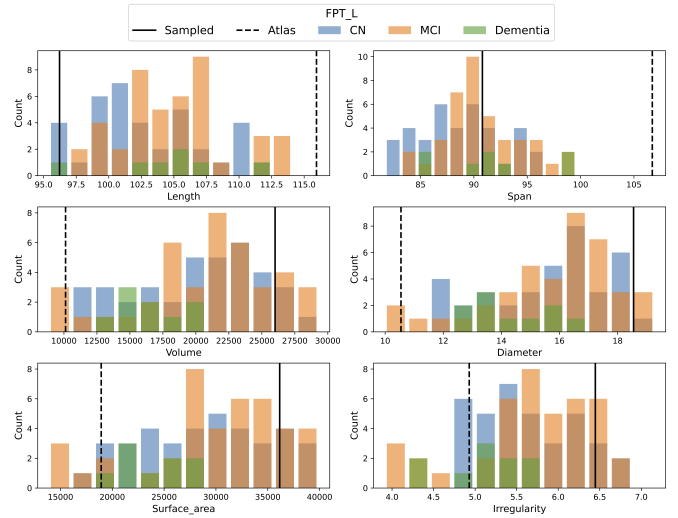 FPT_L
Sampled Atlas CN MCI Dementia
Count
8
6
4
2
0
95.0 97.5 100.0 102.5 105.0 107.5 110.0 112.5 115.0
Length
Count
10
8
6
4
2
0
85 90 95 100 105
Span
Count
8
6
4
2
0
10000 12500 15000 17500 20000 22500 25000 27500 30000
Volume
Count
8
6
4
2
0
10 12 14 16 18
Diameter
Count
8
6
4
2
0
15000 20000 25000 30000 35000 40000
Surface_area
Count
8
6
4
2
0
4.0 4.5 5.0 5.5 6.0 6.5 7.0
Irregularity